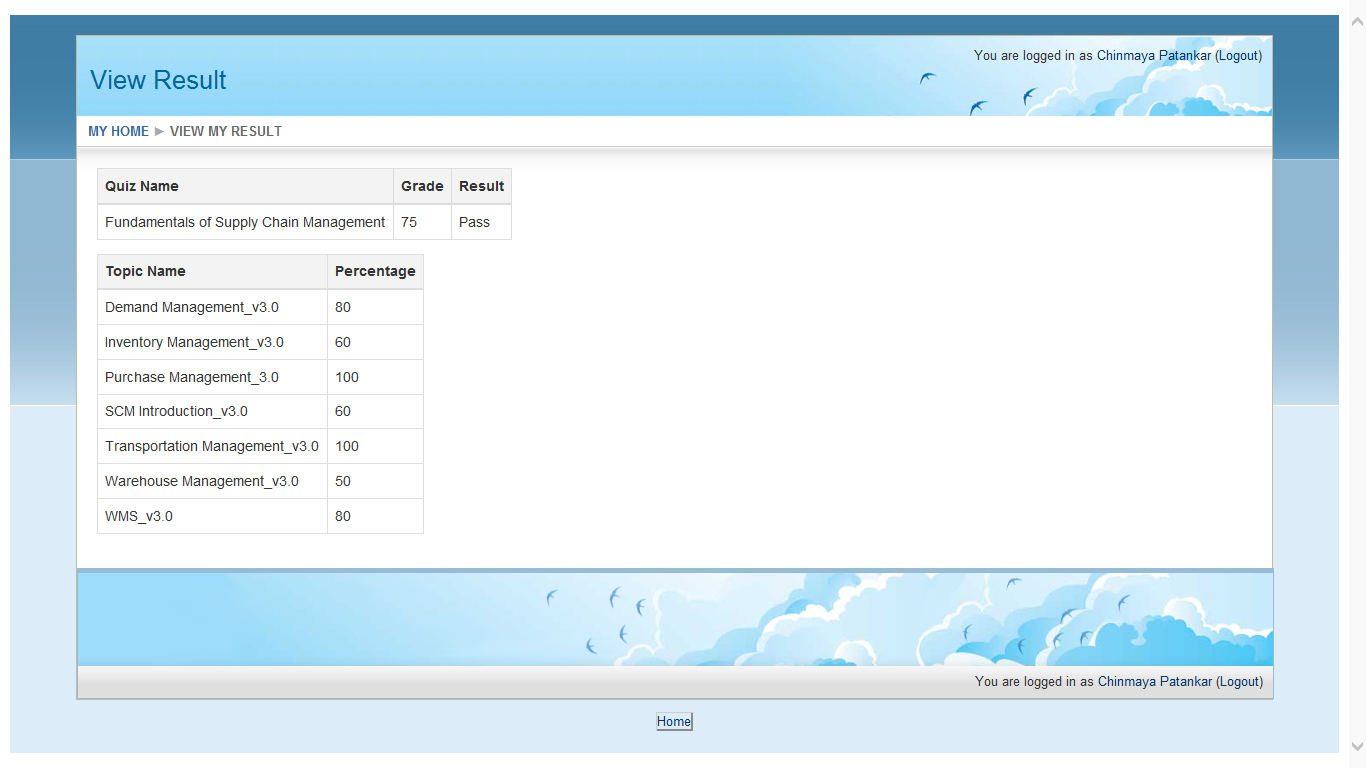 You are logged in as Chinmaya Patankar (Logout)
View Result
MY HOME ► VIEW MY RESULT
Quiz Name Grade Result
Fundamentals of Supply Chain Management 75 Pass
Topic Name Percentage
Demand Management_v3.0 80
Inventory Management_v3.0 60
Purchase Management_3.0 100
SCM Introduction_v3.0 60
Transportation Management_v3.0 100
Warehouse Management_v3.0 50
WMS_v3.0 80
You are logged in as Chinmaya Patankar (Logout)
Home